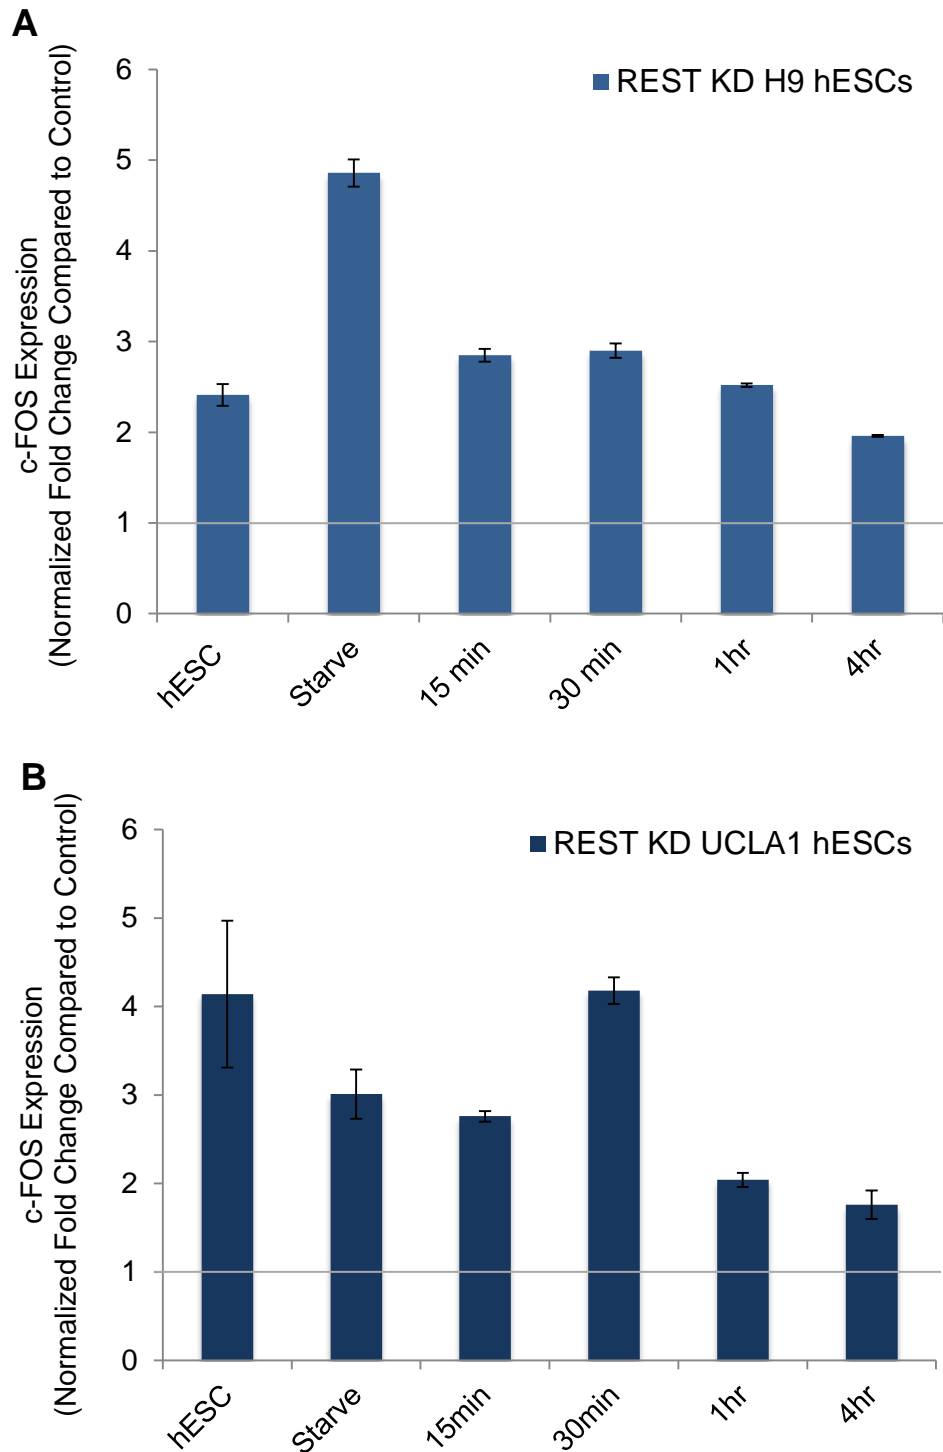 A
c-FOS Expression
(Normalized Fold Change Compared to Control)
6
5
4
3
2
1
0
REST KD H9 hESCs
hESC
Starve
15 min
30 min
1hr
4hr
B
c-FOS Expression
(Normalized Fold Change Compared to Control)
6
5
4
3
2
1
0
REST KD UCLA1 hESCs
hESC
Starve
15min
30min
1hr
4hr